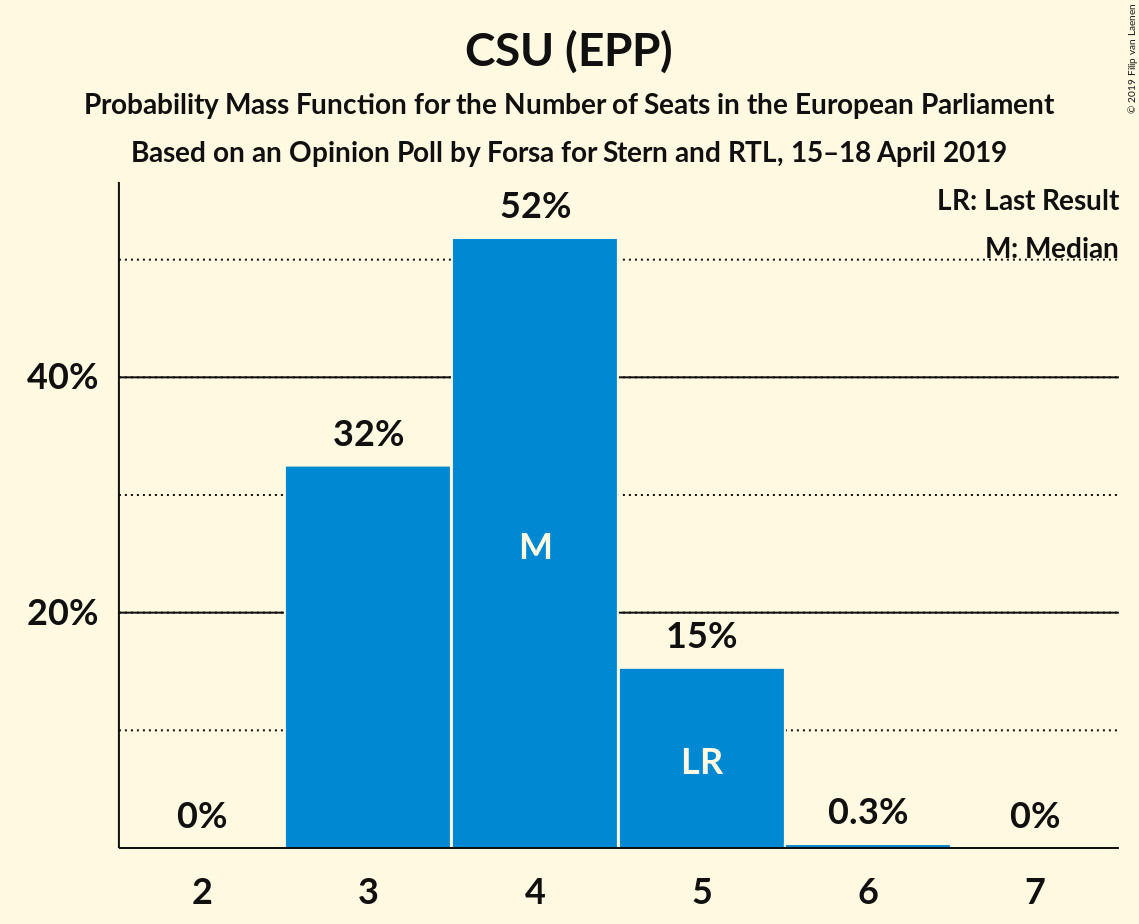 CSU (EPP)
Probability Mass Function for the Number of Seats in the European Parliament
Based on an Opinion Poll by Forsa for Stern and RTL, 15–18 April 2019
© 2019 Filip van Laenen
LR: Last Result
M: Median
52%
40%
32%
M
20%
15%
LR
0%
0.3%
0%
2 3 4 5 6 7